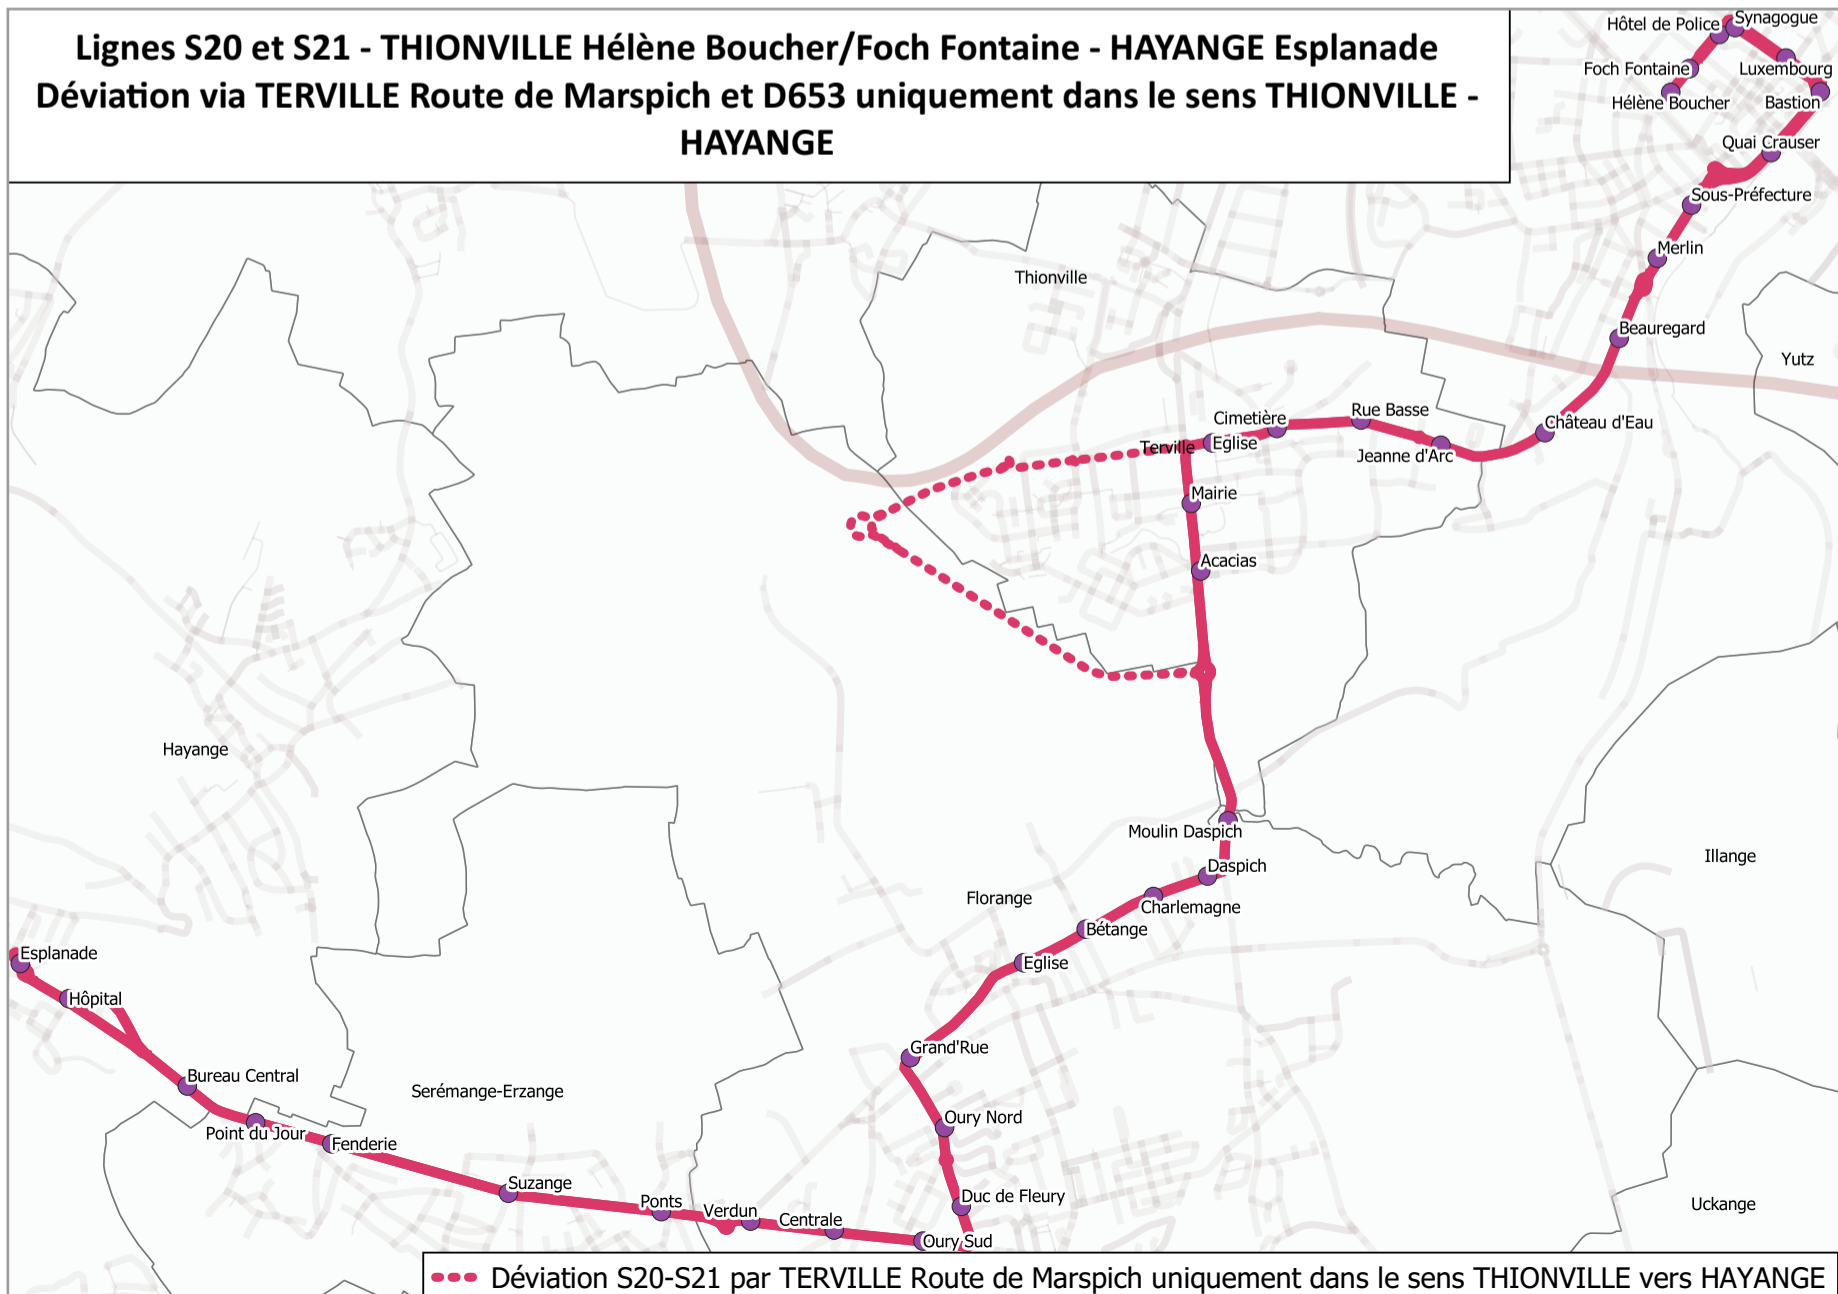 Lignes S20 et S21 - THIONVILLE Hélène Boucher/Foch Fontaine - HAYANGE Esplanade
Déviation via TERVILLE Route de Marspich et D653 uniquement dans le sens THIONVILLE -
HAYANGE
Hôtel de Police
Synagogue
Foch Fontaine
Luxembourg
Hélène Boucher
Bastion
Quai Crauser
Sous-Préfecture
Merlin
Thionville
Beauregard
Yutz
Cimetière
Rue Basse
Château d'Eau
Terville
Eglise
Jeanne d'Arc
Mairie
Acacias
Hayange
Moulin Daspich
Illange
Daspich
Florange
Charlemagne
Bétange
Esplanade
Eglise
Hôpital
Grand'Rue
Bureau Central
Serémange-Erzange
Oury Nord
Point du Jour
Fenderie
Suzange
Duc de Fleury
Ponts
Verdun
Uckange
Centrale
Oury Sud
Déviation S20-S21 par TERVILLE Route de Marspich uniquement dans le sens THIONVILLE vers HAYANGE